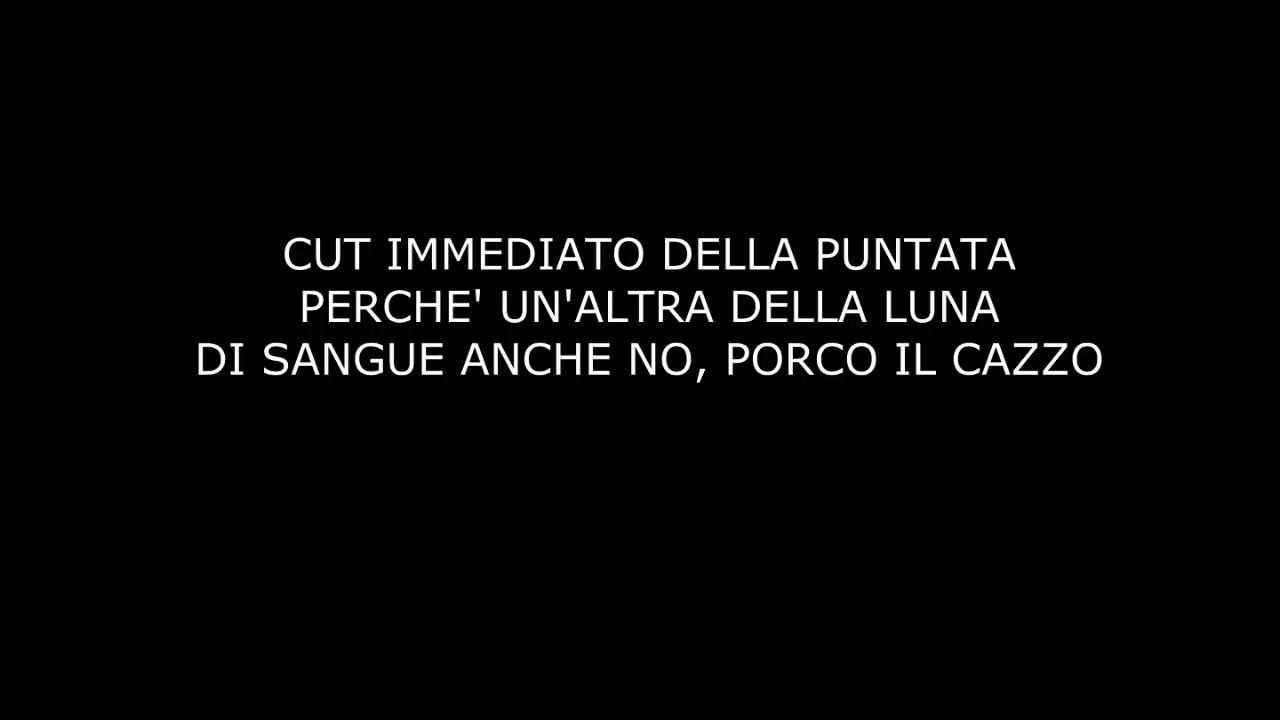 CUT IMMEDIATO DELLA PUNTATA
PERCHE' UN'ALTRA DELLA LUNA
DI SANGUE ANCHE NO, PORCO IL CAZZO